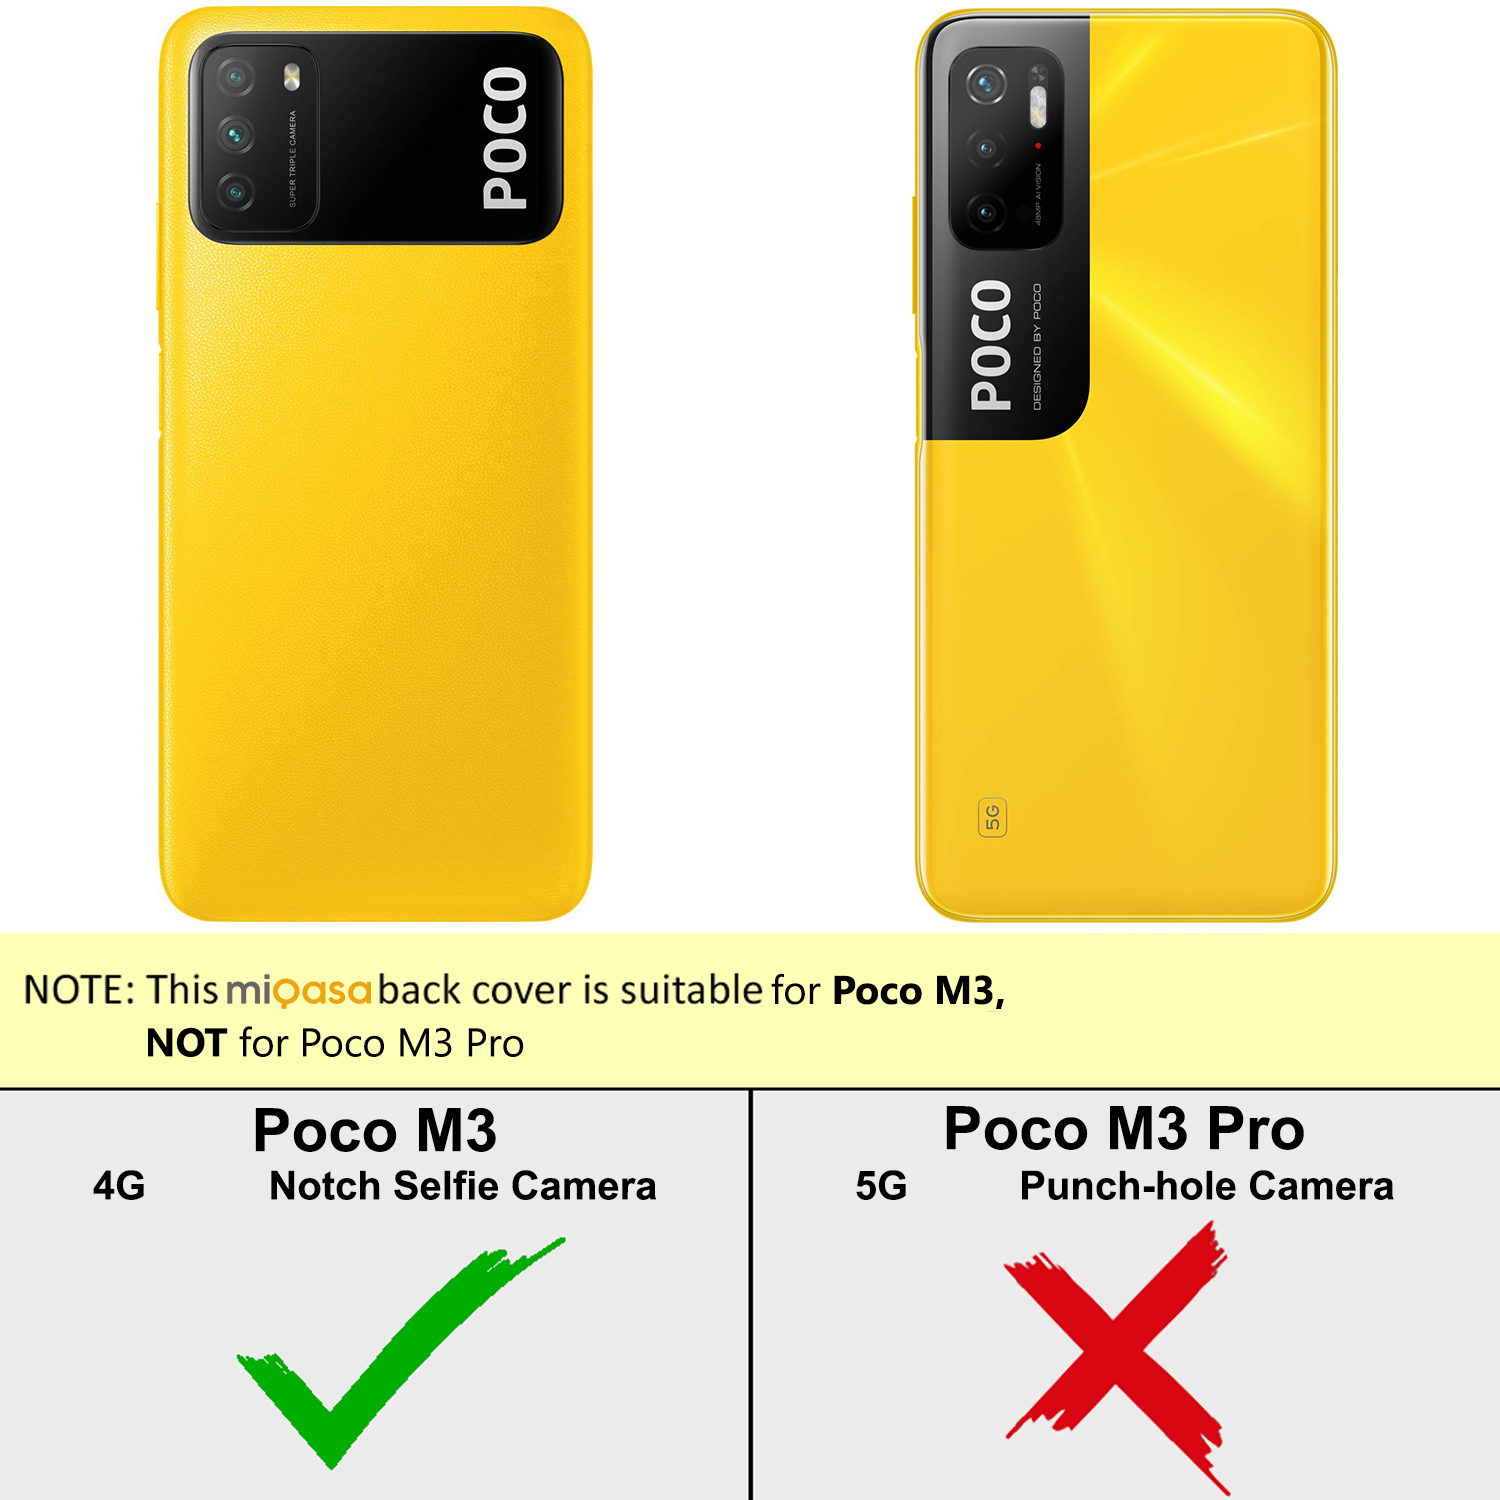 SUPER TRIPLE CAMERA
POCO
48MP AI VISION
POCO
DESIGNED BY POCO
5G
NOTE: This miQasa back cover is suitable for Poco M3,
NOT for Poco M3 Pro
Poco M3
4G Notch Selfie Camera
Poco M3 Pro
5G Punch-hole Camera